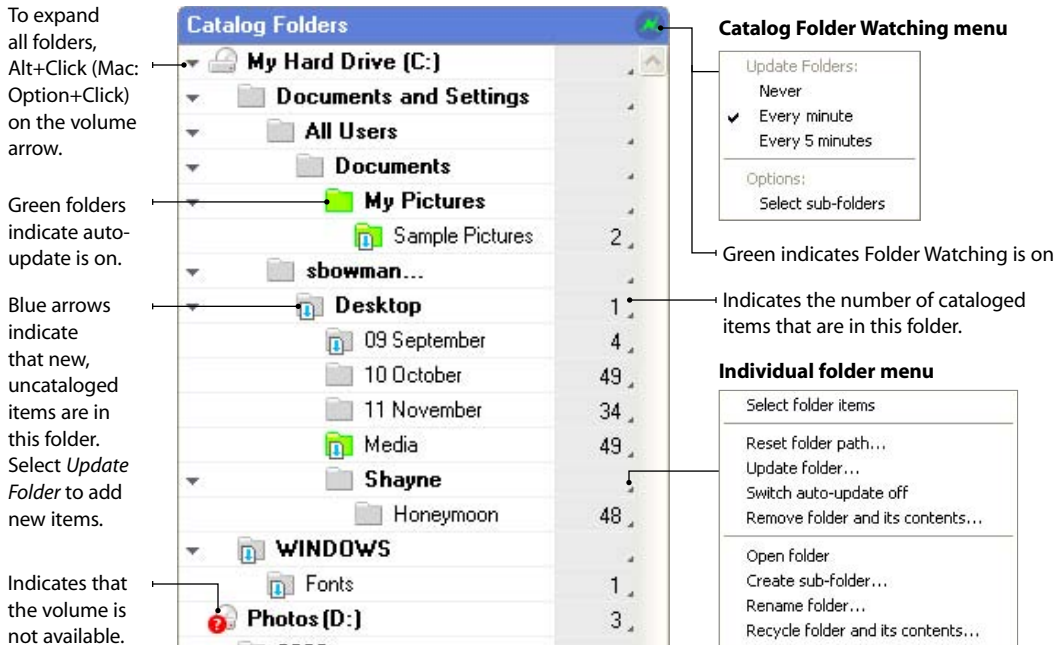 To expand
all folders,
Alt+Click (Mac:
Option+Click)
on the volume
arrow.
Green folders
indicate auto-
update is on.
Blue arrows
indicate
that new,
uncataloged
items are in
this folder.
Select Update
Folder to add
new items.
Indicates that
the volume is
not available.
Catalog Folders
My Hard Drive (C:)
Documents and Settings
All Users
Documents
My Pictures
Sample Pictures 2
sbowman...
Desktop 1
09 September 4
10 October 49
11 November 34
Media 49
Shayne
Honeymoon 48
WINDOWS
Fonts 1
Photos (D:) 3
Catalog Folder Watching menu
Update Folders:
Never
Every minute
Every 5 minutes
Options:
Select sub-folders
Green indicates Folder Watching is on
Indicates the number of cataloged
items that are in this folder.
Individual folder menu
Select folder items
Reset folder path...
Update folder...
Switch auto-update off
Remove folder and its contents...
Open folder
Create sub-folder...
Rename folder...
Recycle folder and its contents...